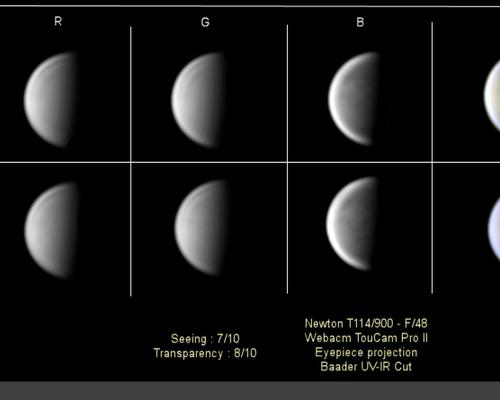 R G B
Seeing : 7/10
Transparency : 8/10
Newton T114/900 - F/48
Webacm TouCam Pro II
Eyepiece projection
Baader UV-IR Cut